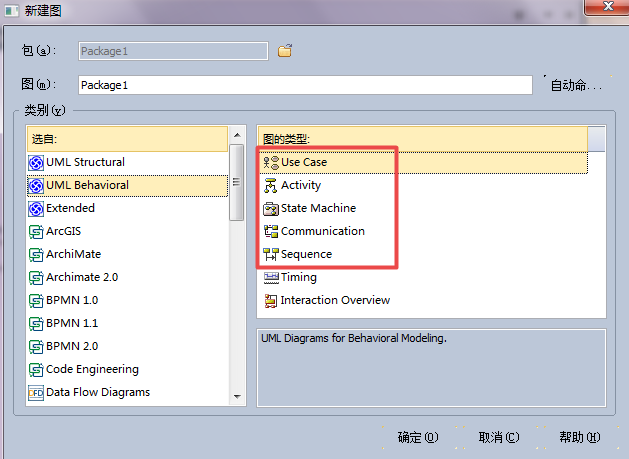 新建图
包(a): Package1
图(n): Package1 自动命...
类别(y)
选自:
UML Structural
UML Behavioral
Extended
ArcGIS
ArchiMate
Archimate 2.0
BPMN 1.0
BPMN 1.1
BPMN 2.0
Code Engineering
Data Flow Diagrams
图的类型:
Use Case
Activity
State Machine
Communication
Sequence
Timing
Interaction Overview
UML Diagrams for Behavioral Modeling.
确定(O) 取消(C) 帮助(H)